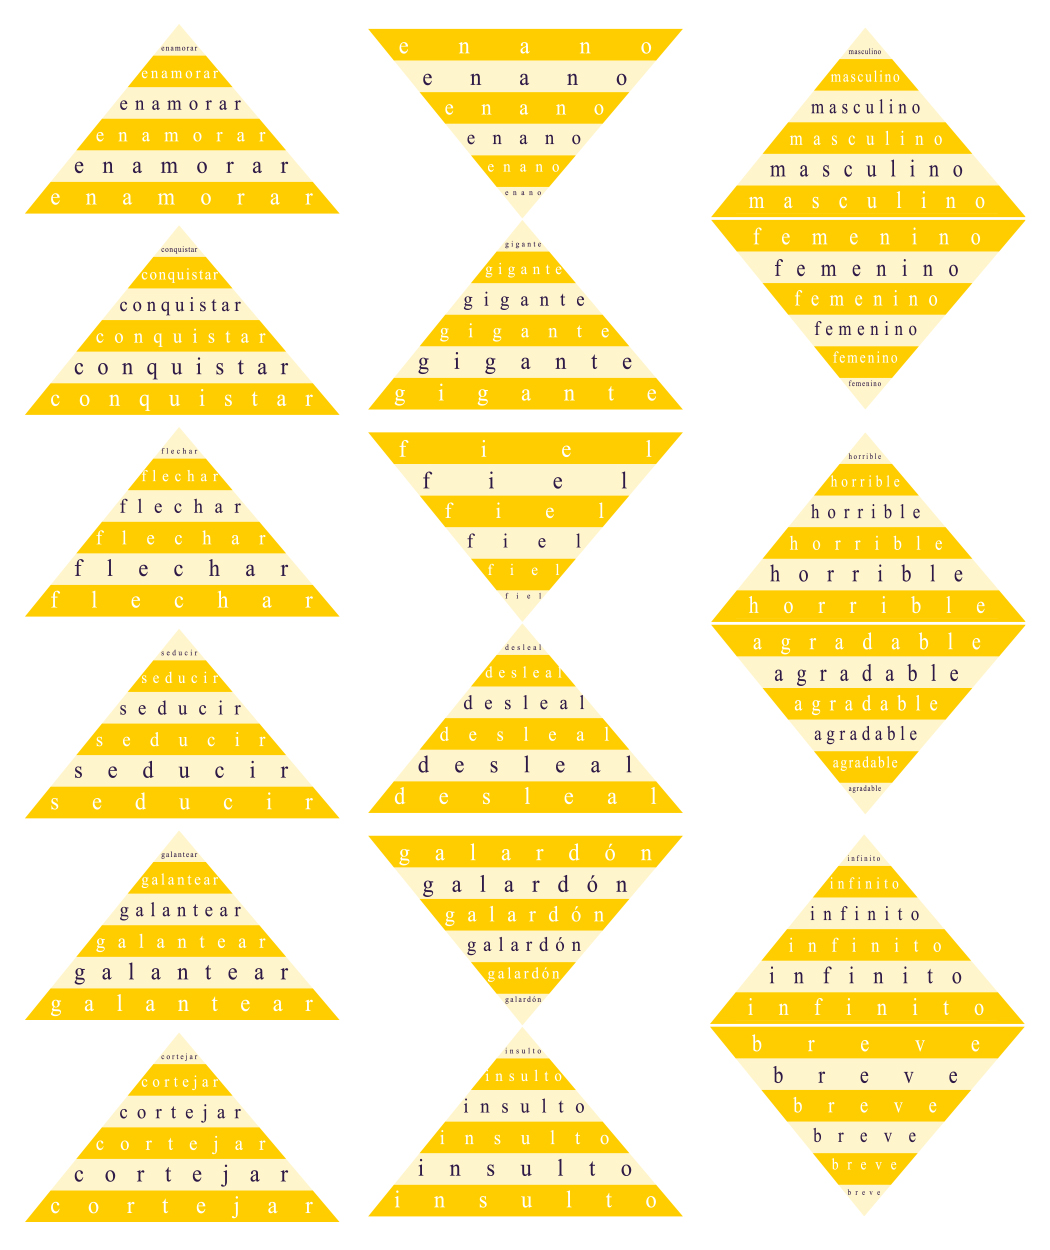 enamorar
enamorar
enamorar
enamorar
enamorar
enamorar
conquistar
conquistar
conquistar
conquistar
conquistar
conquistar
flechar
flechar
flechar
flechar
flechar
flechar
seducir
seducir
seducir
seducir
seducir
seducir
galantear
galantear
galantear
galantear
galantear
galantear
cortejar
cortejar
cortejar
cortejar
cortejar
cortejar
enano
enano
enano
enano
enano
enano
gigante
gigante
gigante
gigante
gigante
gigante
fiel
fiel
fiel
fiel
fiel
fiel
desleal
desleal
desleal
desleal
desleal
desleal
galardón
galardón
galardón
galardón
galardón
galardón
insulto
insulto
insulto
insulto
insulto
insulto
masculino
masculino
masculino
masculino
masculino
masculino
femenino
femenino
femenino
femenino
femenino
femenino
horrible
horrible
horrible
horrible
horrible
horrible
agradable
agradable
agradable
agradable
agradable
agradable
infinito
infinito
infinito
infinito
infinito
infinito
breve
breve
breve
breve
breve
breve